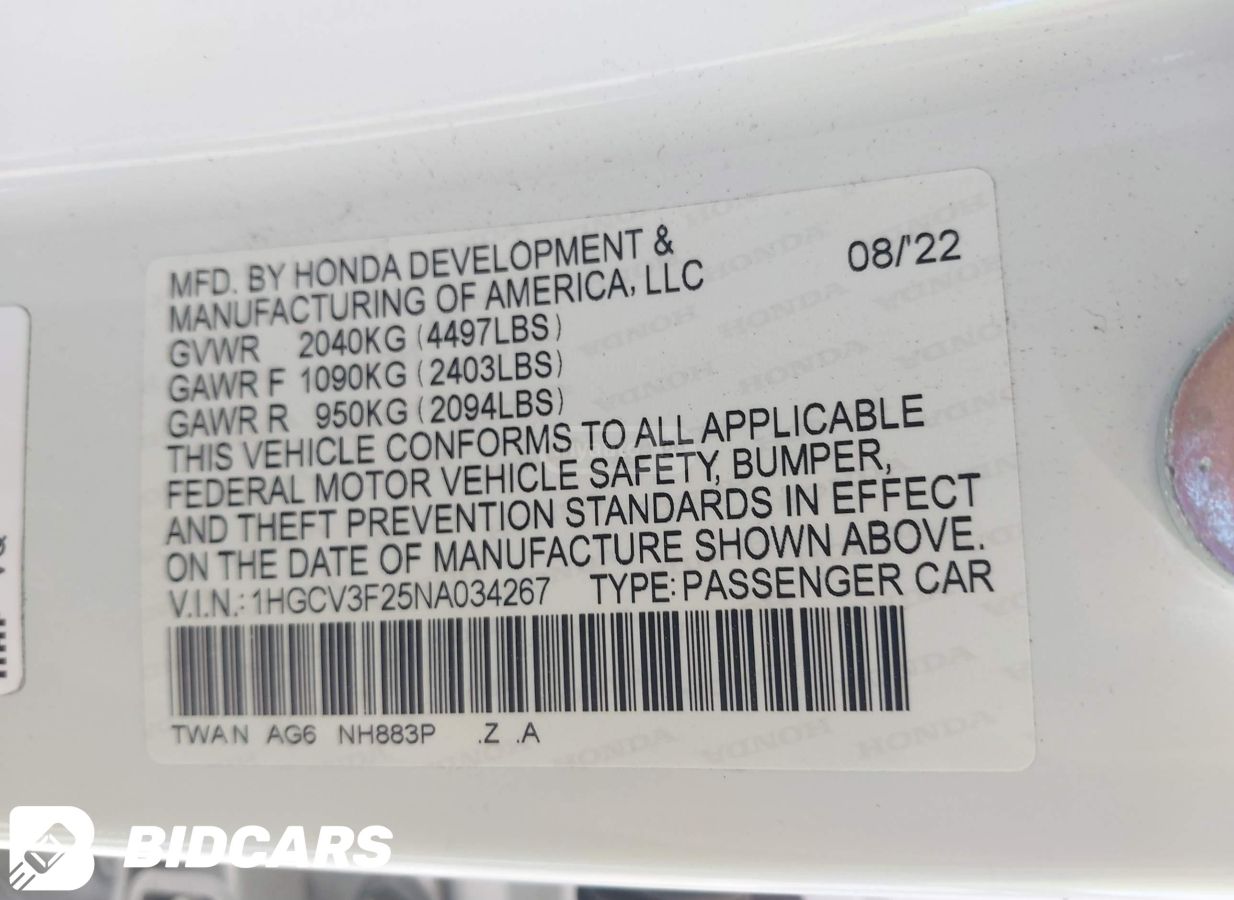 MFD. BY HONDA DEVELOPMENT &
MANUFACTURING OF AMERICA, LLC
08/'22
GVWR 2040KG (4497LBS)
GAWR F 1090KG (2403LBS)
GAWR R 950KG (2094LBS)
THIS VEHICLE CONFORMS TO ALL APPLICABLE
FEDERAL MOTOR VEHICLE SAFETY, BUMPER,
AND THEFT PREVENTION STANDARDS IN EFFECT
ON THE DATE OF MANUFACTURE SHOWN ABOVE.
V.I.N.: 1HGCV3F25NA034267 TYPE: PASSENGER CAR
TWAN AG6 NH883P .Z .A
BIDCARS